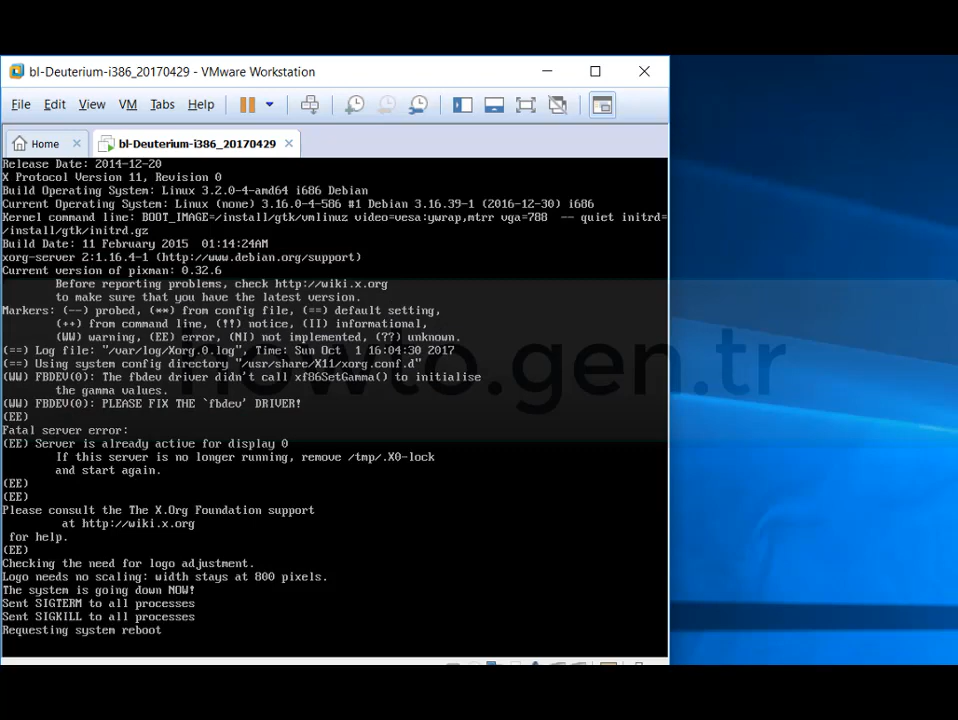 bl-Deuterium-i386_20170429 - VMware Workstation
File Edit View VM Tabs Help
Home bl-Deuterium-i386_20170429
Release Date: 2014-12-20
X Protocol Version 11, Revision 0
Build Operating System: Linux 3.2.0-4-amd64 i686 Debian
Current Operating System: Linux (none) 3.16.0-4-586 #1 Debian 3.16.39-1 (2016-12-30) i686
Kernel command line: BOOT_IMAGE=/install/gtk/vmlinuz video=vesa:ywrap,mtrr vga=788 -- quiet initrd=
/install/gtk/initrd.gz
Build Date: 11 February 2015 01:14:24AM
xorg-server 2:1.16.4-1 (http://www.debian.org/support)
Current version of pixman: 0.32.6
Before reporting problems, check http://wiki.x.org
to make sure that you have the latest version.
Markers: (--) probed, (**) from config file, (==) default setting,
(++) from command line, (!!) notice, (II) informational,
(WW) warning, (EE) error, (NI) not implemented, (??) unknown.
(==) Log file: "/var/log/Xorg.0.log", Time: Sun Oct 1 16:04:30 2017
(==) Using system config directory "/usr/share/X11/xorg.conf.d"
(WW) FBDEV(0): The fbdev driver didn't call xf86SetGamma() to initialise
the gamma values.
(WW) FBDEV(0): PLEASE FIX THE `fbdev' DRIVER!
(EE)
Fatal server error:
(EE) Server is already active for display 0
If this server is no longer running, remove /tmp/.X0-lock
and start again.
(EE)
(EE)
Please consult the The X.Org Foundation support
at http://wiki.x.org
for help.
(EE)
Checking the need for logo adjustment.
Logo needs no scaling: width stays at 800 pixels.
The system is going down NOW!
Sent SIGTERM to all processes
Sent SIGKILL to all processes
Requesting system reboot
howto.gen.tr